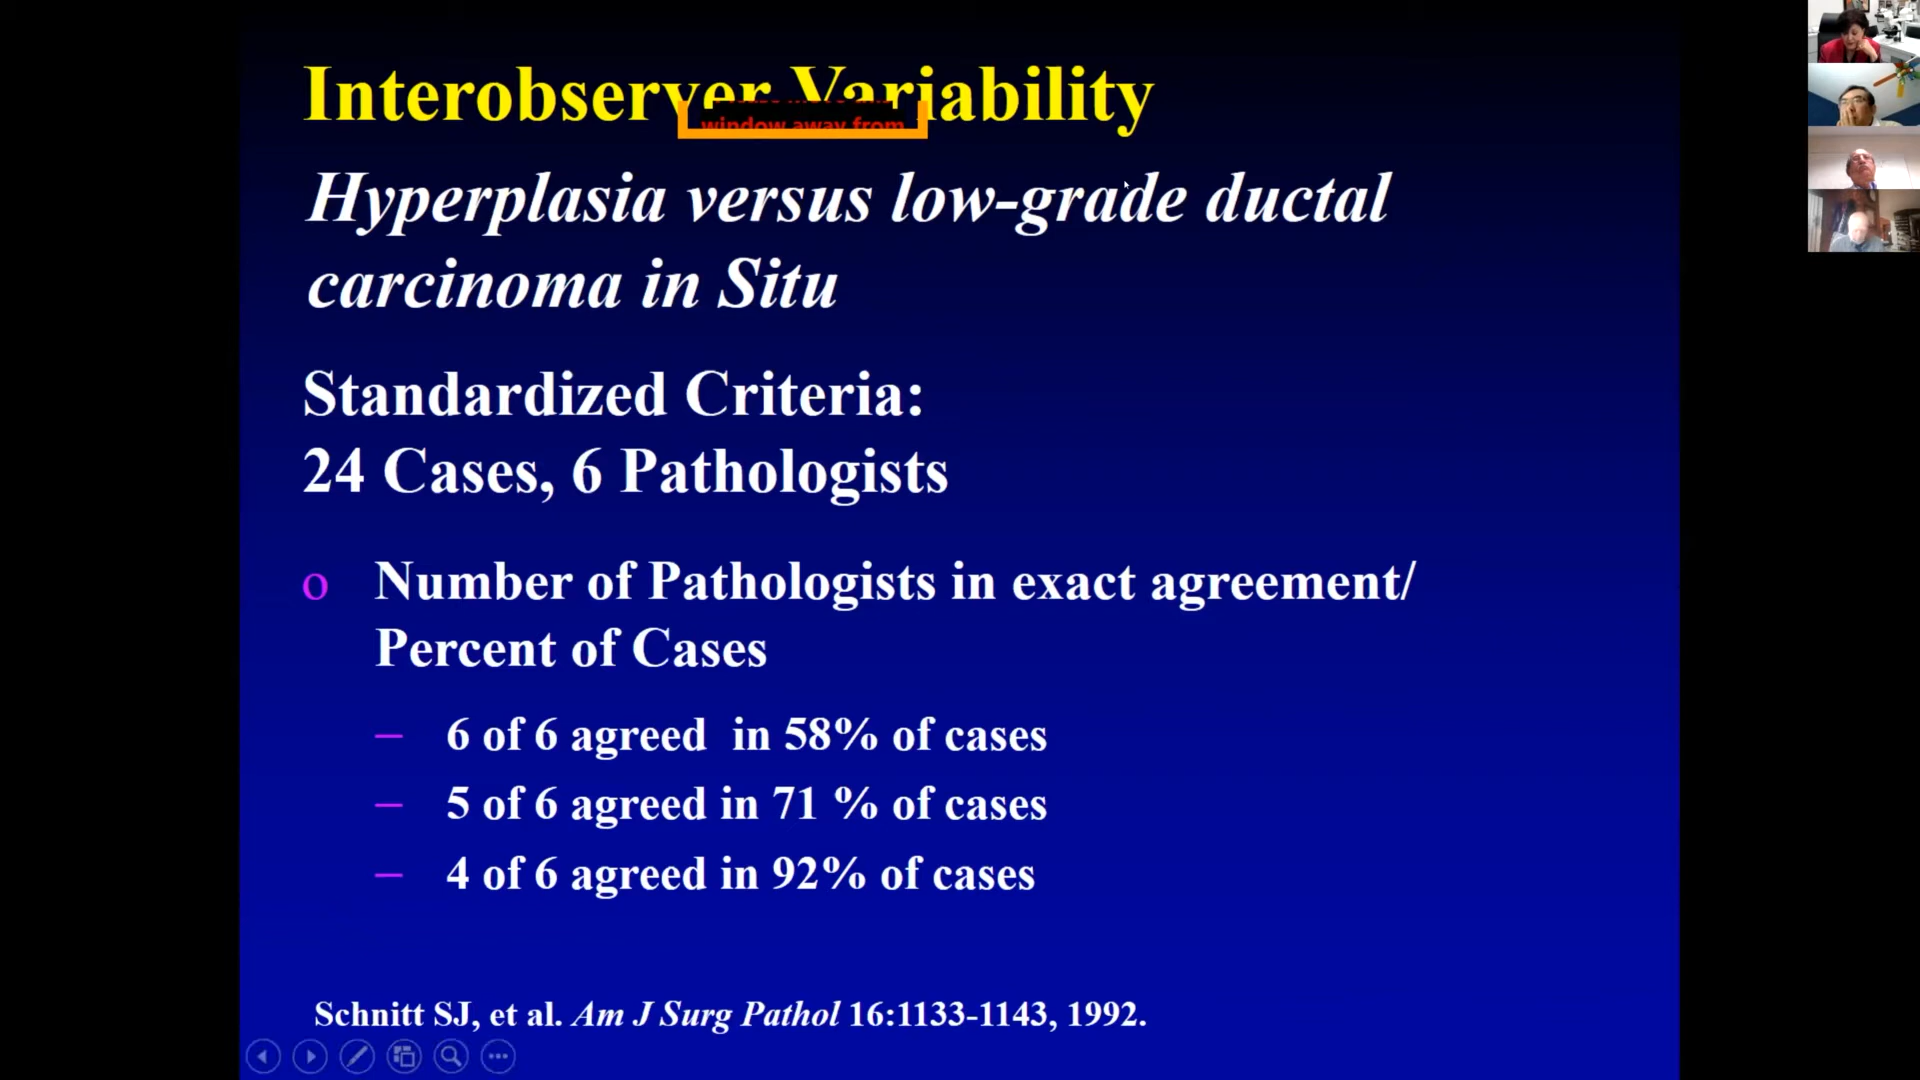 Interobserver Variability
window away from
Hyperplasia versus low-grade ductal
carcinoma in Situ
Standardized Criteria:
24 Cases, 6 Pathologists
o Number of Pathologists in exact agreement/
Percent of Cases
– 6 of 6 agreed in 58% of cases
– 5 of 6 agreed in 71 % of cases
– 4 of 6 agreed in 92% of cases
Schnitt SJ, et al. Am J Surg Pathol 16:1133-1143, 1992.